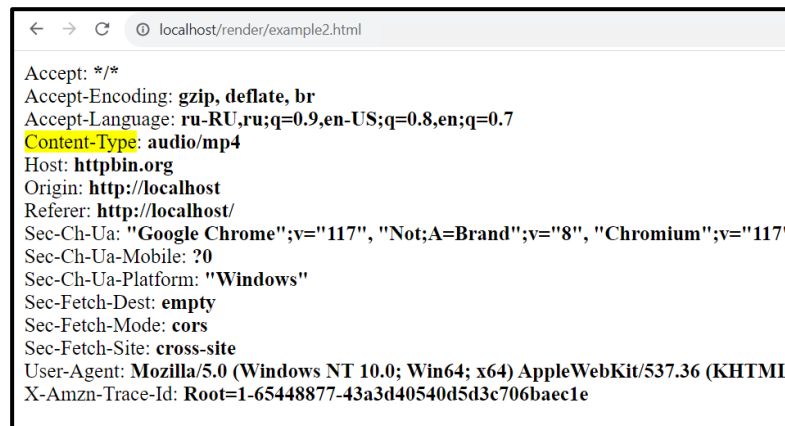 localhost/render/example2.html
Accept: */*
Accept-Encoding: gzip, deflate, br
Accept-Language: ru-RU,ru;q=0.9,en-US;q=0.8,en;q=0.7
Content-Type: audio/mp4
Host: httpbin.org
Origin: http://localhost
Referer: http://localhost/
Sec-Ch-Ua: "Google Chrome";v="117", "Not;A=Brand";v="8", "Chromium";v="117"
Sec-Ch-Ua-Mobile: ?0
Sec-Ch-Ua-Platform: "Windows"
Sec-Fetch-Dest: empty
Sec-Fetch-Mode: cors
Sec-Fetch-Site: cross-site
User-Agent: Mozilla/5.0 (Windows NT 10.0; Win64; x64) AppleWebKit/537.36 (KHTML
X-Amzn-Trace-Id: Root=1-65448877-43a3d40540d5d3c706baec1e